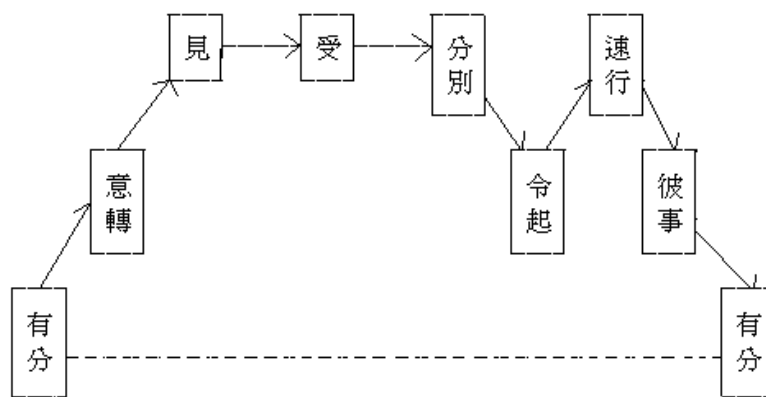 有分
意轉
見
受
分別
令起
速行
彼事
有分